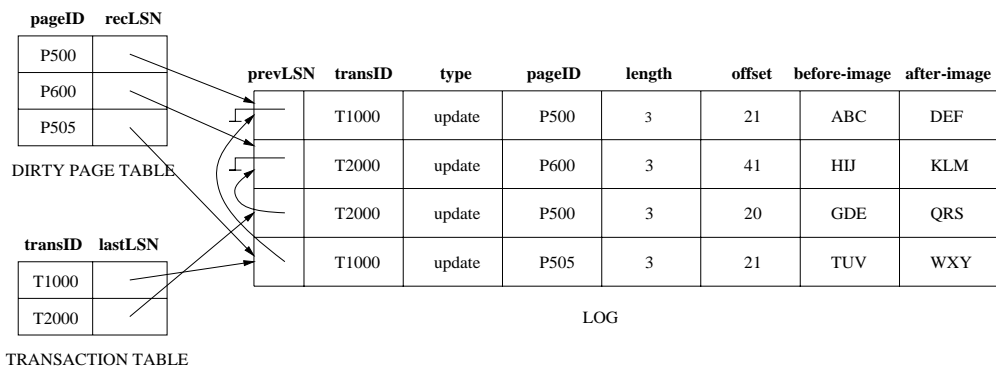 pageID recLSN
P500
P600
P505
DIRTY PAGE TABLE
transID lastLSN
T1000
T2000
TRANSACTION TABLE
prevLSN transID type pageID length offset before-image after-image
T1000 update P500 3 21 ABC DEF
T2000 update P600 3 41 HIJ KLM
T2000 update P500 3 20 GDE QRS
T1000 update P505 3 21 TUV WXY
LOG